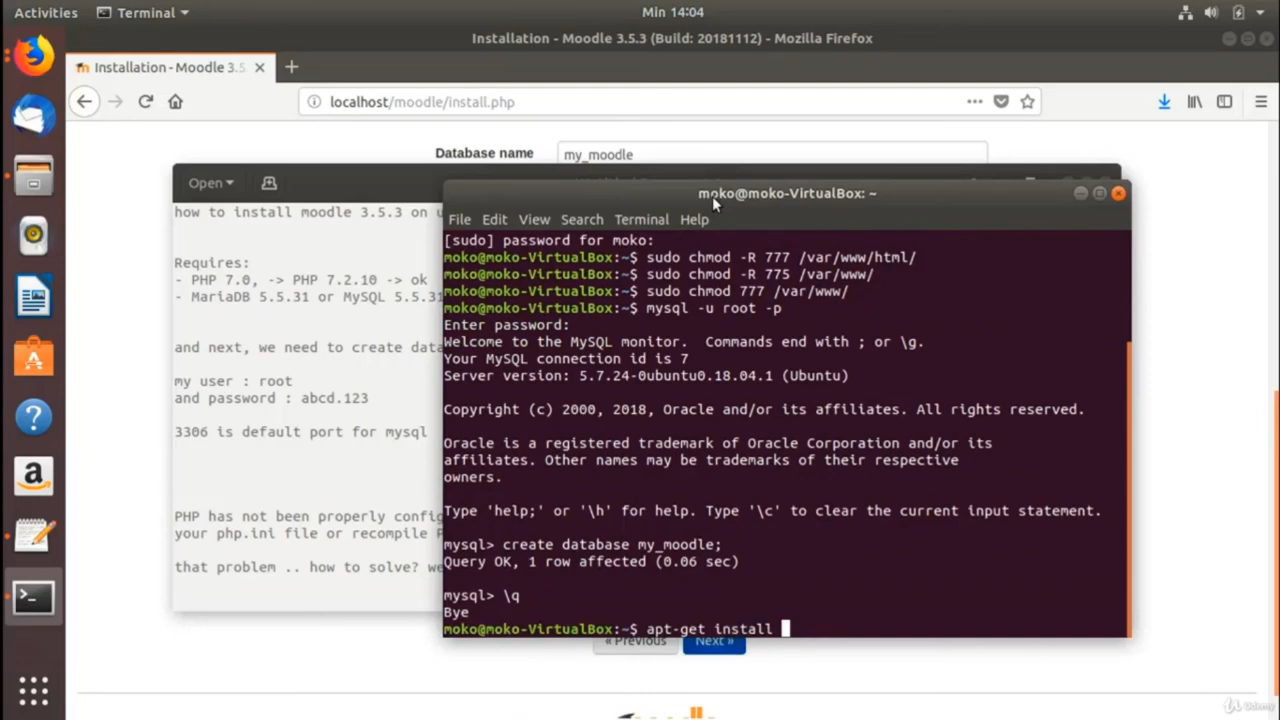 Activities Terminal Min 14:04
Installation - Moodle 3.5.3 (Build: 20181112) - Mozilla Firefox
Installation - Moodle 3.5
localhost/moodle/install.php
Database name my_moodle
Open
how to install moodle 3.5.3 on u
Requires:
- PHP 7.0, -> PHP 7.2.10 -> ok
- MariaDB 5.5.31 or MySQL 5.5.31
and next, we need to create data
my user : root
and password : abcd.123
3306 is default port for mysql
PHP has not been properly config
your php.ini file or recompile P
that problem .. how to solve? we
moko@moko-VirtualBox: ~
File Edit View Search Terminal Help
[sudo] password for moko:
moko@moko-VirtualBox:~$ sudo chmod -R 777 /var/www/html/
moko@moko-VirtualBox:~$ sudo chmod -R 775 /var/www/
moko@moko-VirtualBox:~$ sudo chmod 777 /var/www/
moko@moko-VirtualBox:~$ mysql -u root -p
Enter password:
Welcome to the MySQL monitor.  Commands end with ; or \g.
Your MySQL connection id is 7
Server version: 5.7.24-0ubuntu0.18.04.1 (Ubuntu)
Copyright (c) 2000, 2018, Oracle and/or its affiliates. All rights reserved.
Oracle is a registered trademark of Oracle Corporation and/or its
affiliates. Other names may be trademarks of their respective
owners.
Type 'help;' or '\h' for help. Type '\c' to clear the current input statement.
mysql> create database my_moodle;
Query OK, 1 row affected (0.06 sec)
mysql> \q
Bye
moko@moko-VirtualBox:~$ apt-get install
« Previous Next »
Udemy